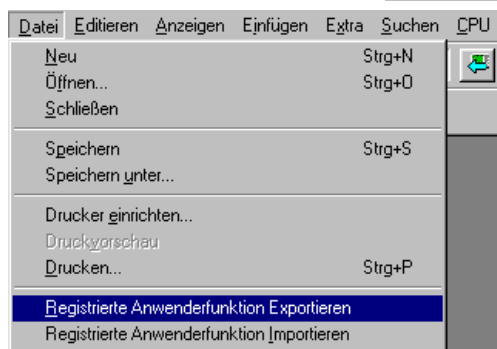 Datei Editieren Anzeigen Einfügen Extra Suchen CPU
Neu Strg+N
Öffnen... Strg+O
Schließen
Speichern Strg+S
Speichern unter...
Drucker einrichten...
Druckvorschau
Drucken... Strg+P
Registrierte Anwenderfunktion Exportieren
Registrierte Anwenderfunktion Importieren